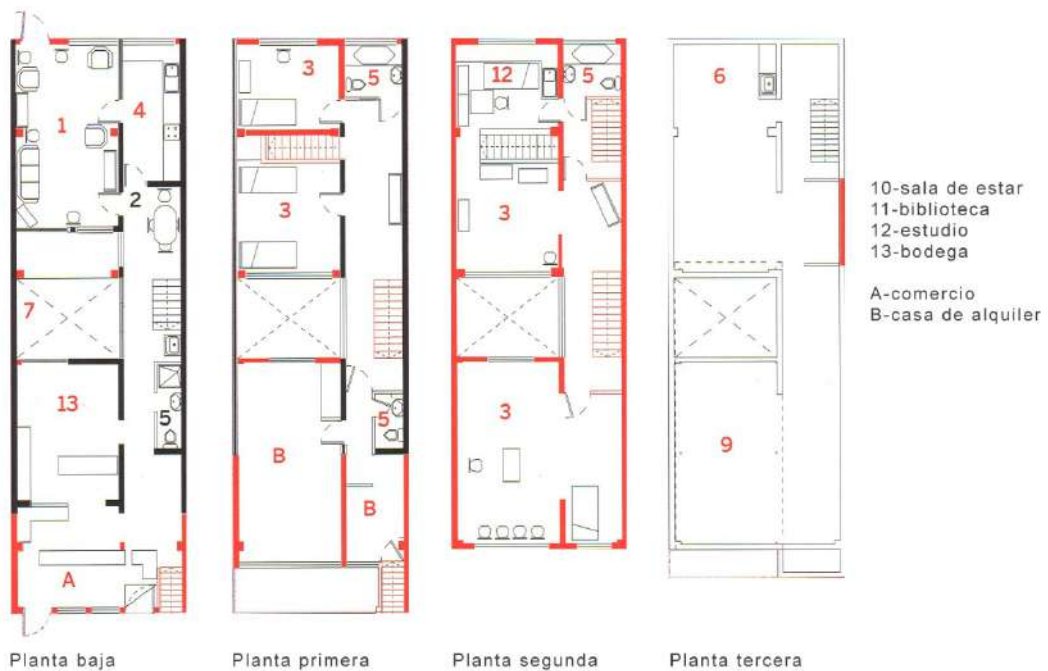 1
4
2
7
13
5
A
3
5
3
B
5
B
12
5
3
3
6
9
10-sala de estar
11-biblioteca
12-estudio
13-bodega
A-comercio
B-casa de alquiler
Planta baja
Planta primera
Planta segunda
Planta tercera